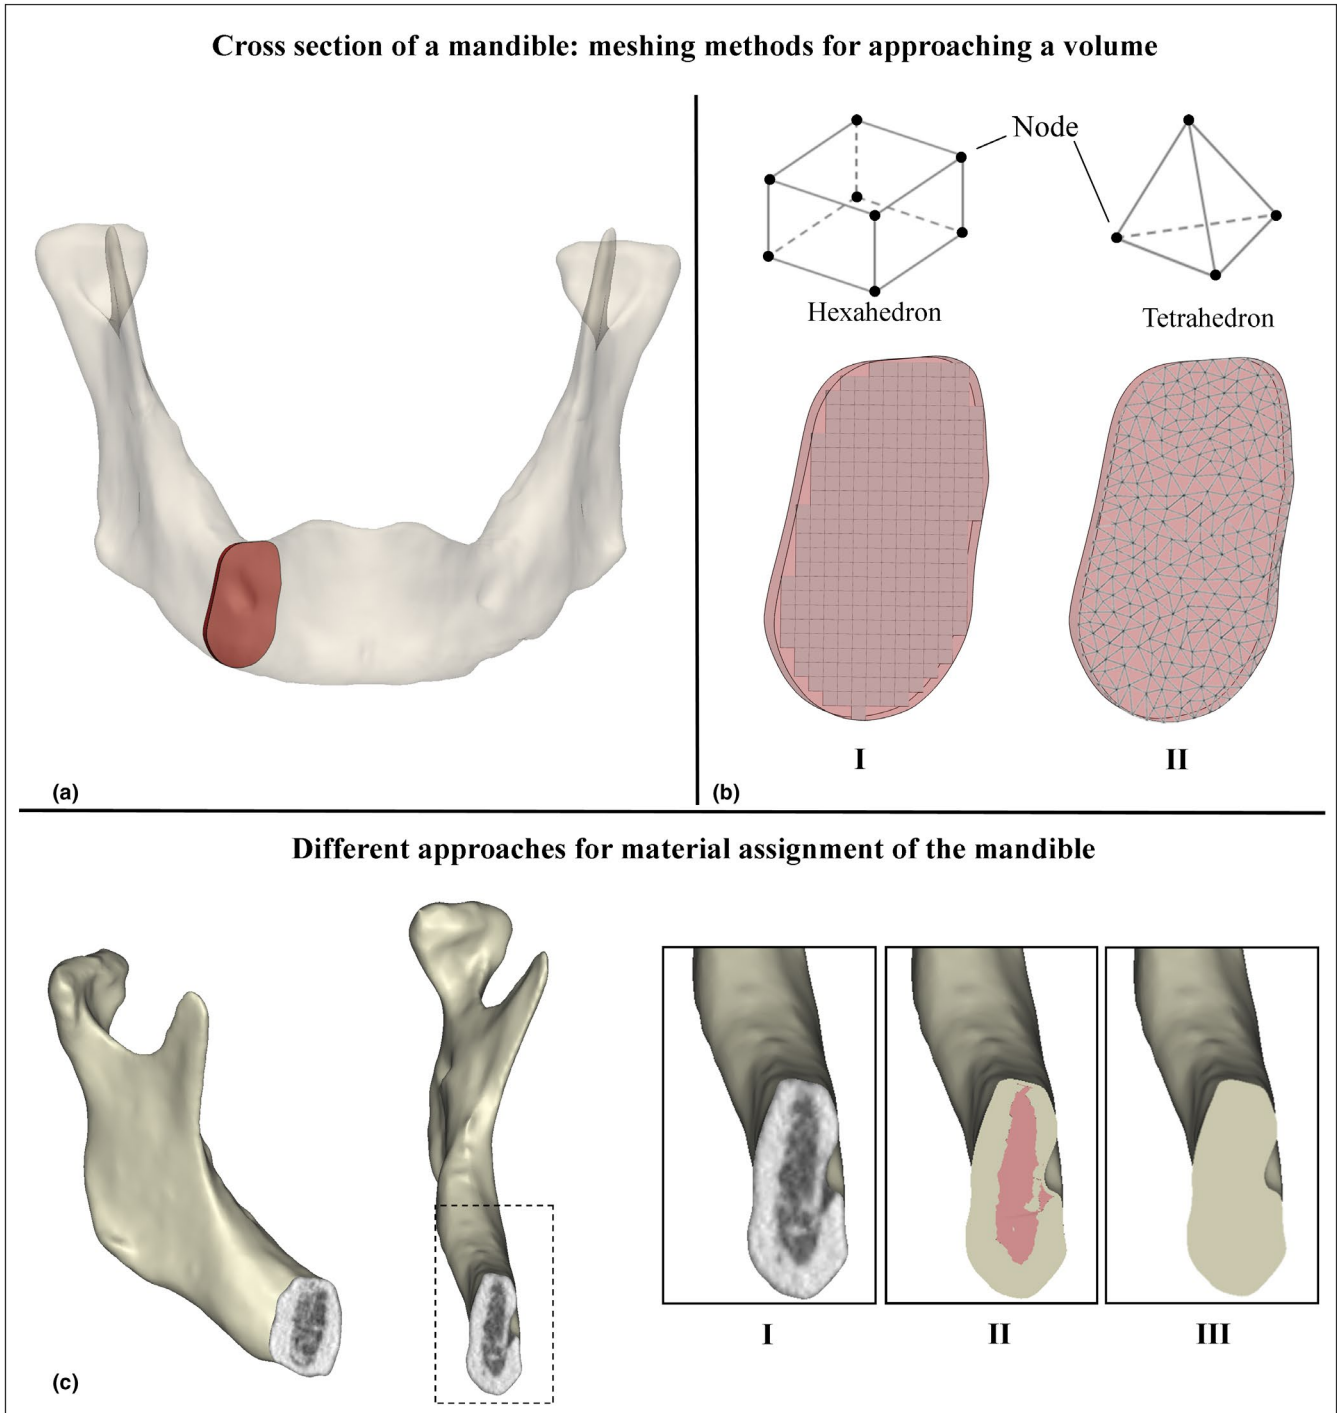 Cross section of a mandible: meshing methods for approaching a volume
Node
Hexahedron
Tetrahedron
I
II
(a)
(b)
Different approaches for material assignment of the mandible
I
II
III
(c)